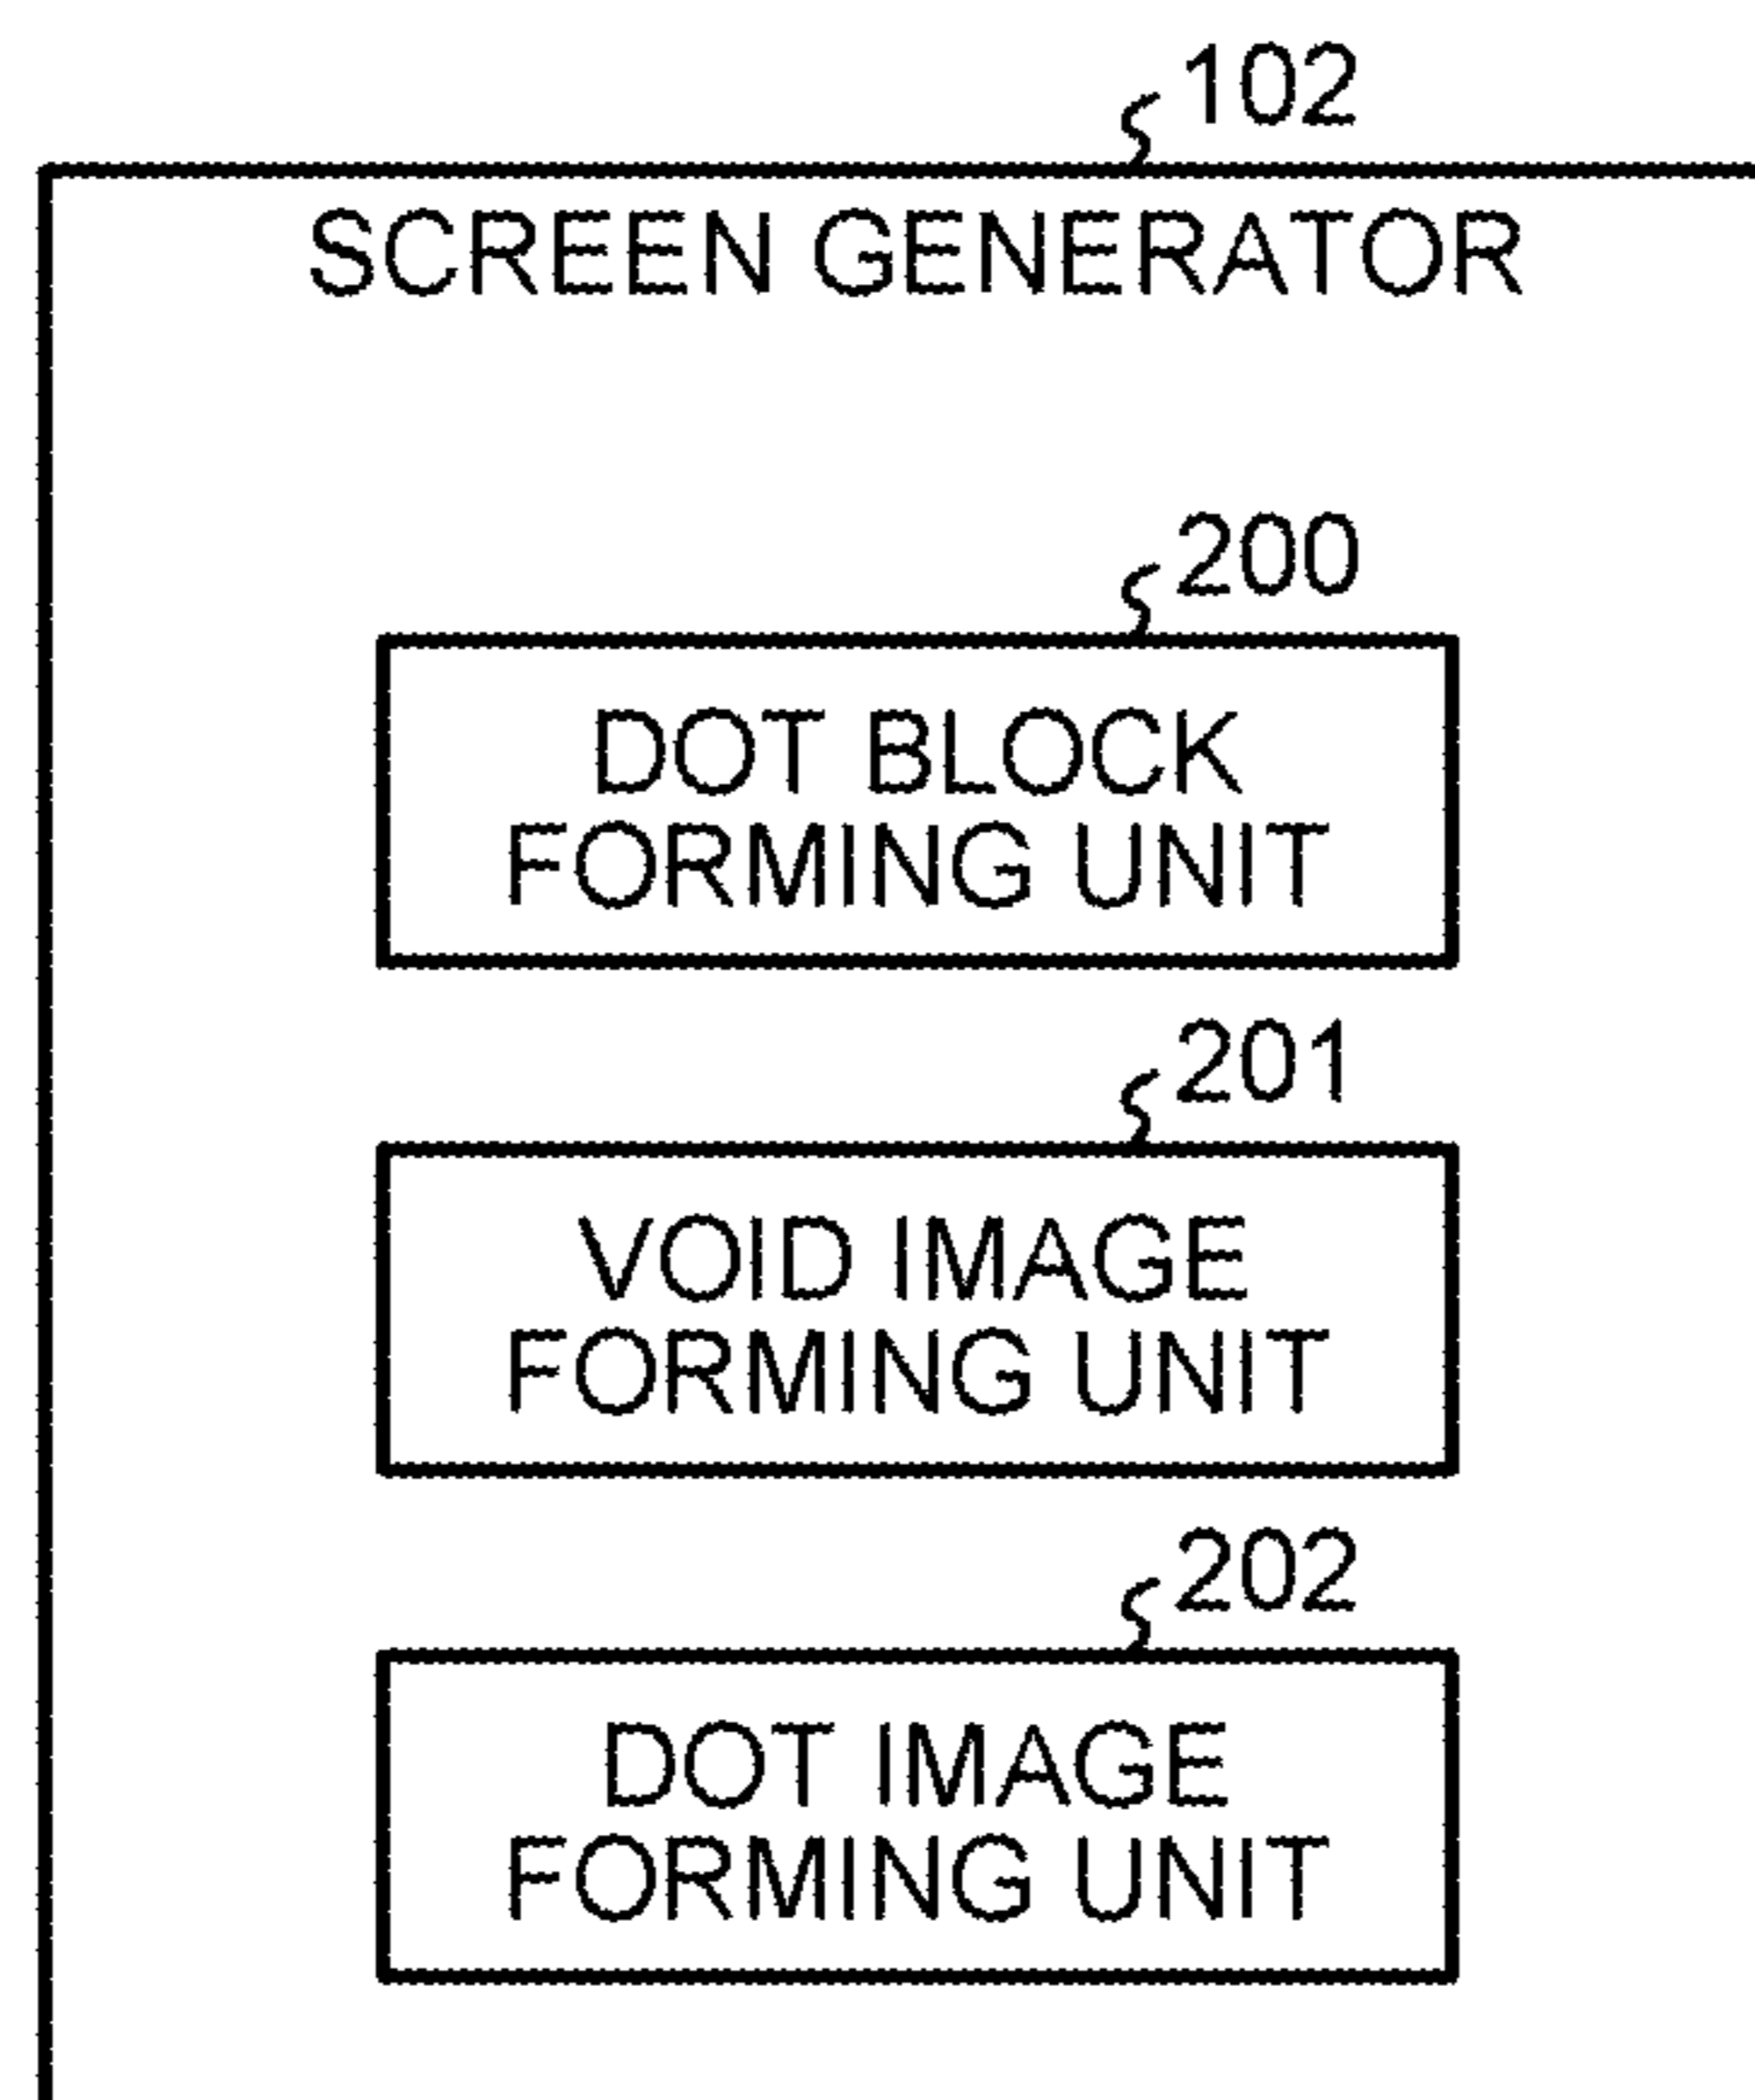 102
SCREEN GENERATOR
200
DOT BLOCK
FORMING UNIT
201
VOID IMAGE
FORMING UNIT
202
DOT IMAGE
FORMING UNIT